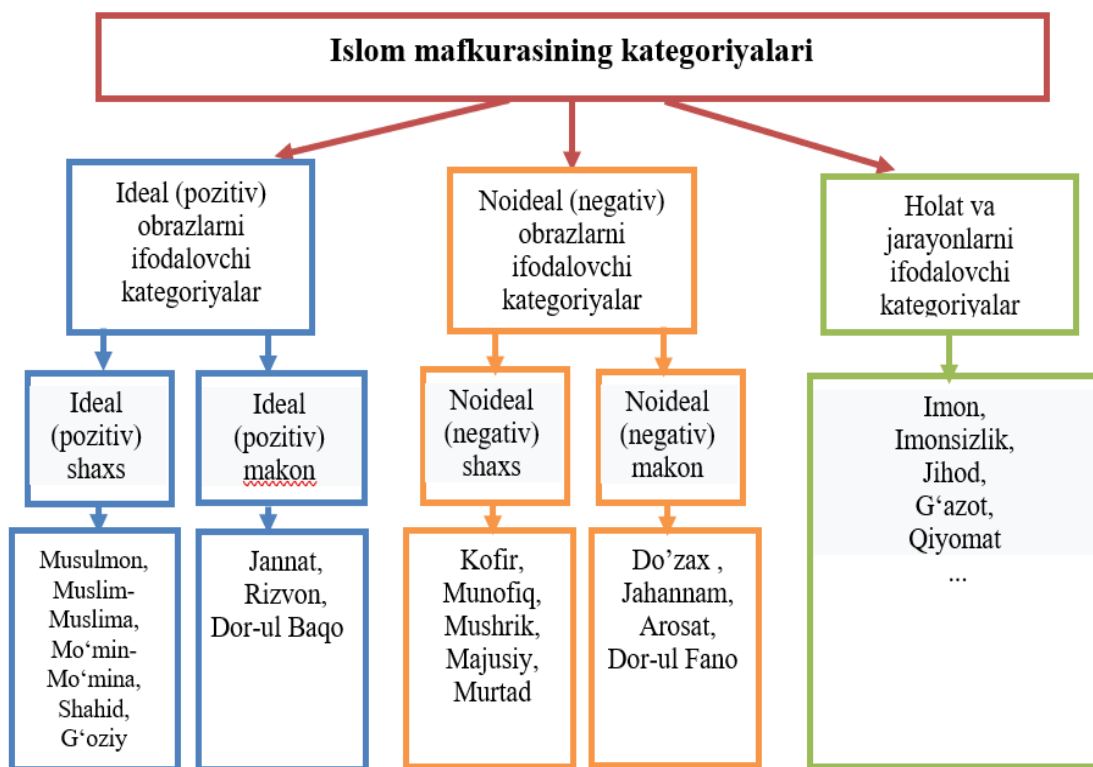 Islom mafkurasining kategoriyalari
Ideal (pozitiv)
obrazlarni
ifodalovchi
kategoriyalar
Noideal (negativ)
obrazlarni
ifodalovchi
kategoriyalar
Holat va
jarayonlarni
ifodalovchi
kategoriyalar
Ideal
(pozitiv)
shaxs
Ideal
(pozitiv)
makon
Noideal
(negativ)
shaxs
Noideal
(negativ)
makon
Imon,
Imonsizlik,
Jihod,
G‘azot,
Qiyomat
...
Musulmon,
Muslim-
Muslima,
Mo‘min-
Mo‘mina,
Shahid,
G‘oziy
Jannat,
Rizvon,
Dor-ul Baqo
Kofir,
Munofiq,
Mushrik,
Majusiy,
Murtad
Do’zax ,
Jahannam,
Arosat,
Dor-ul Fano